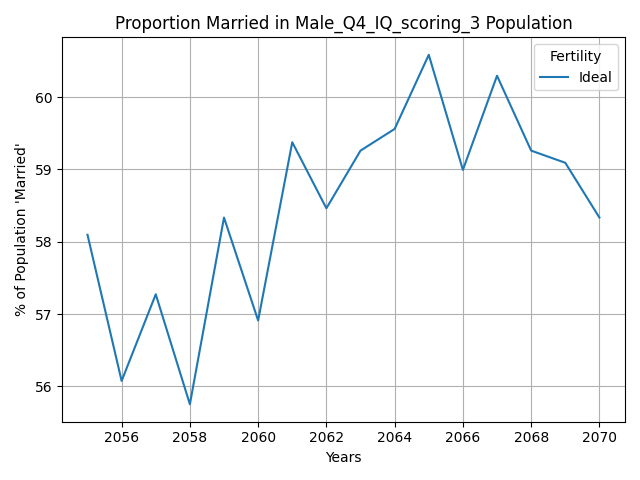 Proportion Married in Male_Q4_IQ_scoring_3 Population
Fertility
Ideal
% of Population 'Married'
60
59
58
57
56
2056 2058 2060 2062 2064 2066 2068 2070
Years